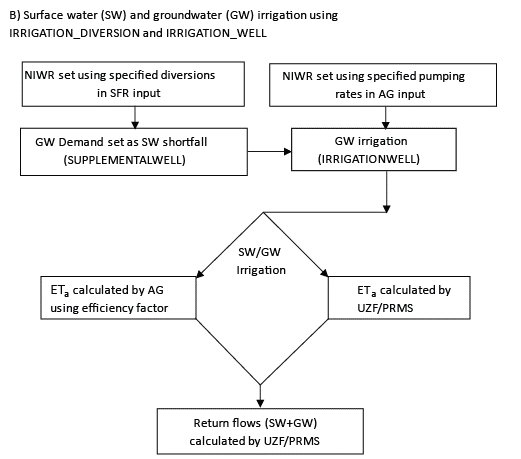 B) Surface water (SW) and groundwater (GW) irrigation using
IRRIGATION_DIVERSION and IRRIGATION_WELL
NIWR set using specified diversions
in SFR input
NIWR set using specified pumping
rates in AG input
GW Demand set as SW shortfall
(SUPPLEMENTALWELL)
GW irrigation
(IRRIGATIONWELL)
SW/GW
Irrigation
ETa calculated by AG
using efficiency factor
ETa calculated by
UZF/PRMS
Return flows (SW+GW)
calculated by UZF/PRMS